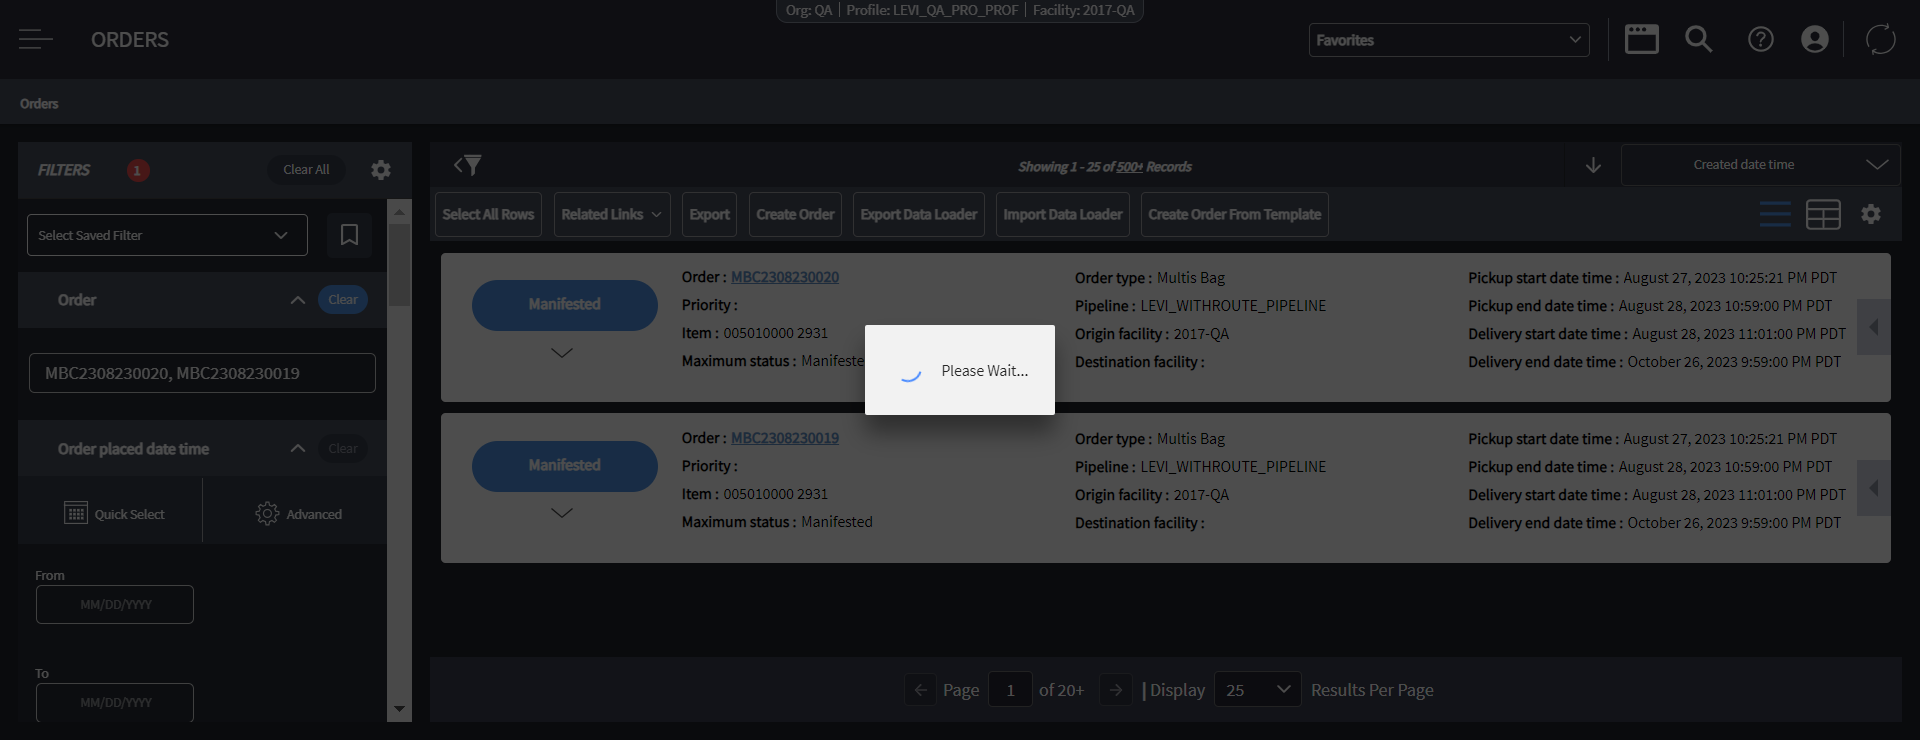 Org: QA | Profile: LEVI_QA_PRO_PROF | Facility: 2017-QA
ORDERS
Favorites
Orders
FILTERS 1 Clear All
Select Saved Filter
Order Clear
MBC2308230020, MBC2308230019
Order placed date time Clear
Quick Select Advanced
From
MM/DD/YYYY
To
MM/DD/YYYY
Showing 1 - 25 of 500+ Records
Created date time
Select All Rows Related Links Export Create Order Export Data Loader Import Data Loader Create Order From Template
Manifested
Order : MBC2308230020
Priority :
Item : 005010000 2931
Maximum status : Manifeste
Order type : Multis Bag
Pipeline : LEVI_WITHROUTE_PIPELINE
Origin facility : 2017-QA
Destination facility :
Pickup start date time : August 27, 2023 10:25:21 PM PDT
Pickup end date time : August 28, 2023 10:59:00 PM PDT
Delivery start date time : August 28, 2023 11:01:00 PM PDT
Delivery end date time : October 26, 2023 9:59:00 PM PDT
Please Wait...
Manifested
Order : MBC2308230019
Priority :
Item : 005010000 2931
Maximum status : Manifested
Order type : Multis Bag
Pipeline : LEVI_WITHROUTE_PIPELINE
Origin facility : 2017-QA
Destination facility :
Pickup start date time : August 27, 2023 10:25:21 PM PDT
Pickup end date time : August 28, 2023 10:59:00 PM PDT
Delivery start date time : August 28, 2023 11:01:00 PM PDT
Delivery end date time : October 26, 2023 9:59:00 PM PDT
Page 1 of 20+ | Display 25 Results Per Page